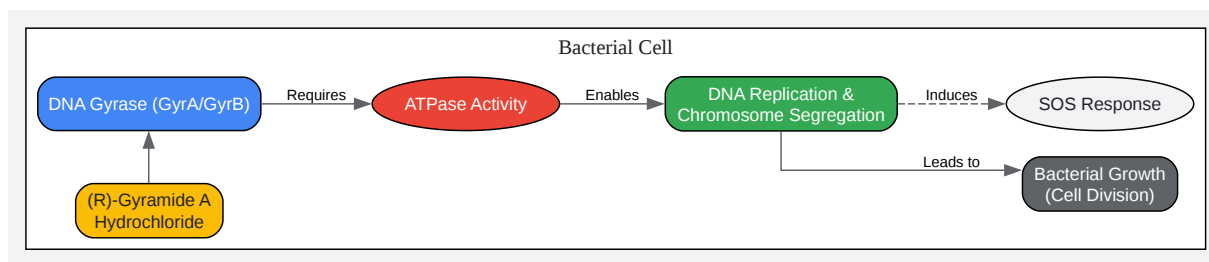 Bacterial Cell
DNA Gyrase (GyrA/GyrB)
Requires
ATPase Activity
Enables
DNA Replication &
Chromosome Segregation
Induces
SOS Response
Leads to
Bacterial Growth
(Cell Division)
(R)-Gyramide A
Hydrochloride